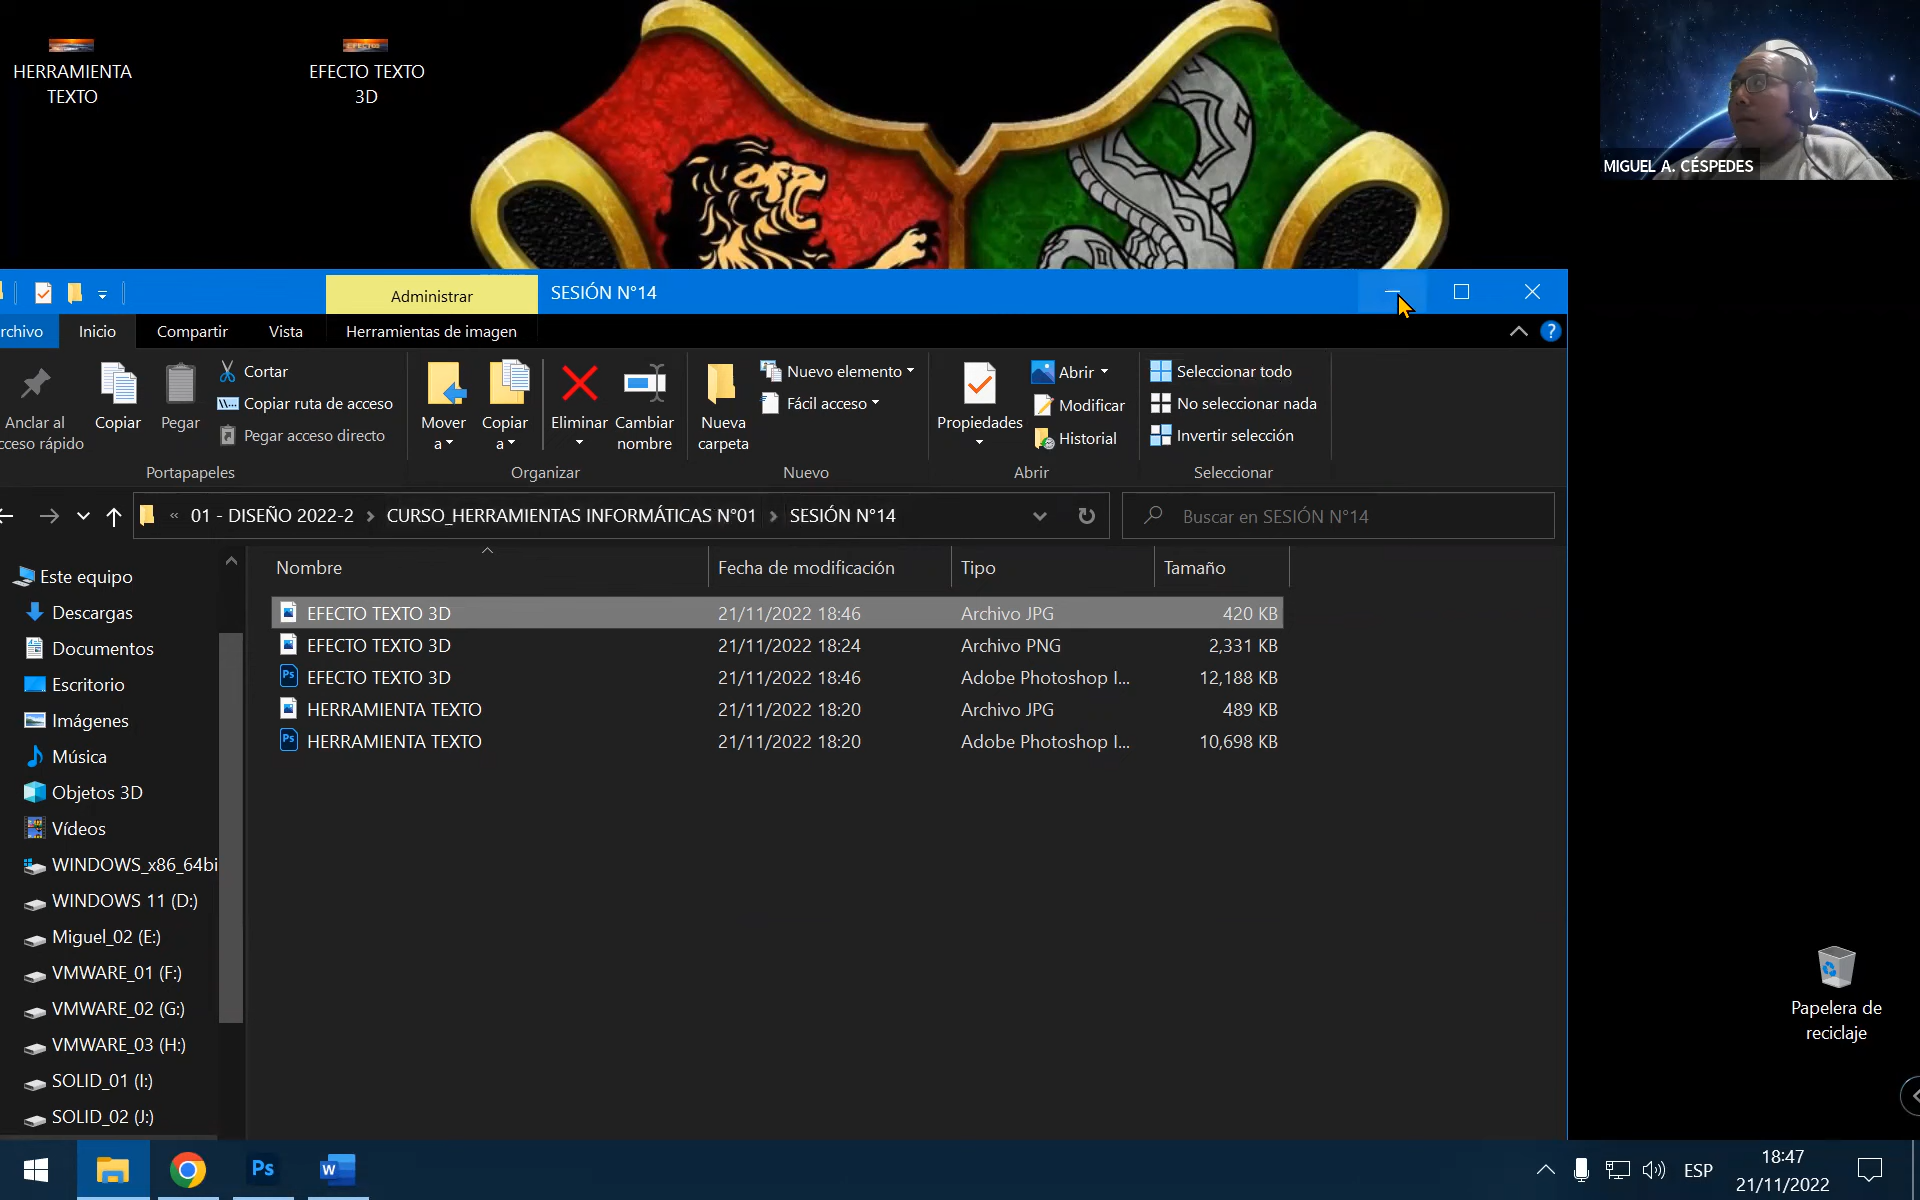 HERRAMIENTA
TEXTO
EFECTO TEXTO
3D
MIGUEL A. CÉSPEDES
Administrar
SESIÓN N°14
rchivo
Inicio
Compartir
Vista
Herramientas de imagen
Anclar al
cceso rápido
Copiar
Pegar
Cortar
Copiar ruta de acceso
Pegar acceso directo
Portapapeles
Mover
a
Copiar
a
Eliminar
Cambiar
nombre
Organizar
Nueva
carpeta
Nuevo elemento
Fácil acceso
Nuevo
Propiedades
Abrir
Modificar
Historial
Abrir
Seleccionar todo
No seleccionar nada
Invertir selección
Seleccionar
« 01 - DISEÑO 2022-2 > CURSO_HERRAMIENTAS INFORMÁTICAS N°01 > SESIÓN N°14
Buscar en SESIÓN N°14
Este equipo
Descargas
Documentos
Escritorio
Imágenes
Música
Objetos 3D
Vídeos
WINDOWS_x86_64bi
WINDOWS 11 (D:)
Miguel_02 (E:)
VMWARE_01 (F:)
VMWARE_02 (G:)
VMWARE_03 (H:)
SOLID_01 (I:)
SOLID_02 (J:)
Nombre Fecha de modificación Tipo Tamaño
EFECTO TEXTO 3D 21/11/2022 18:46 Archivo JPG 420 KB
EFECTO TEXTO 3D 21/11/2022 18:24 Archivo PNG 2,331 KB
EFECTO TEXTO 3D 21/11/2022 18:46 Adobe Photoshop I... 12,188 KB
HERRAMIENTA TEXTO 21/11/2022 18:20 Archivo JPG 489 KB
HERRAMIENTA TEXTO 21/11/2022 18:20 Adobe Photoshop I... 10,698 KB
Papelera de
reciclaje
ESP
18:47
21/11/2022